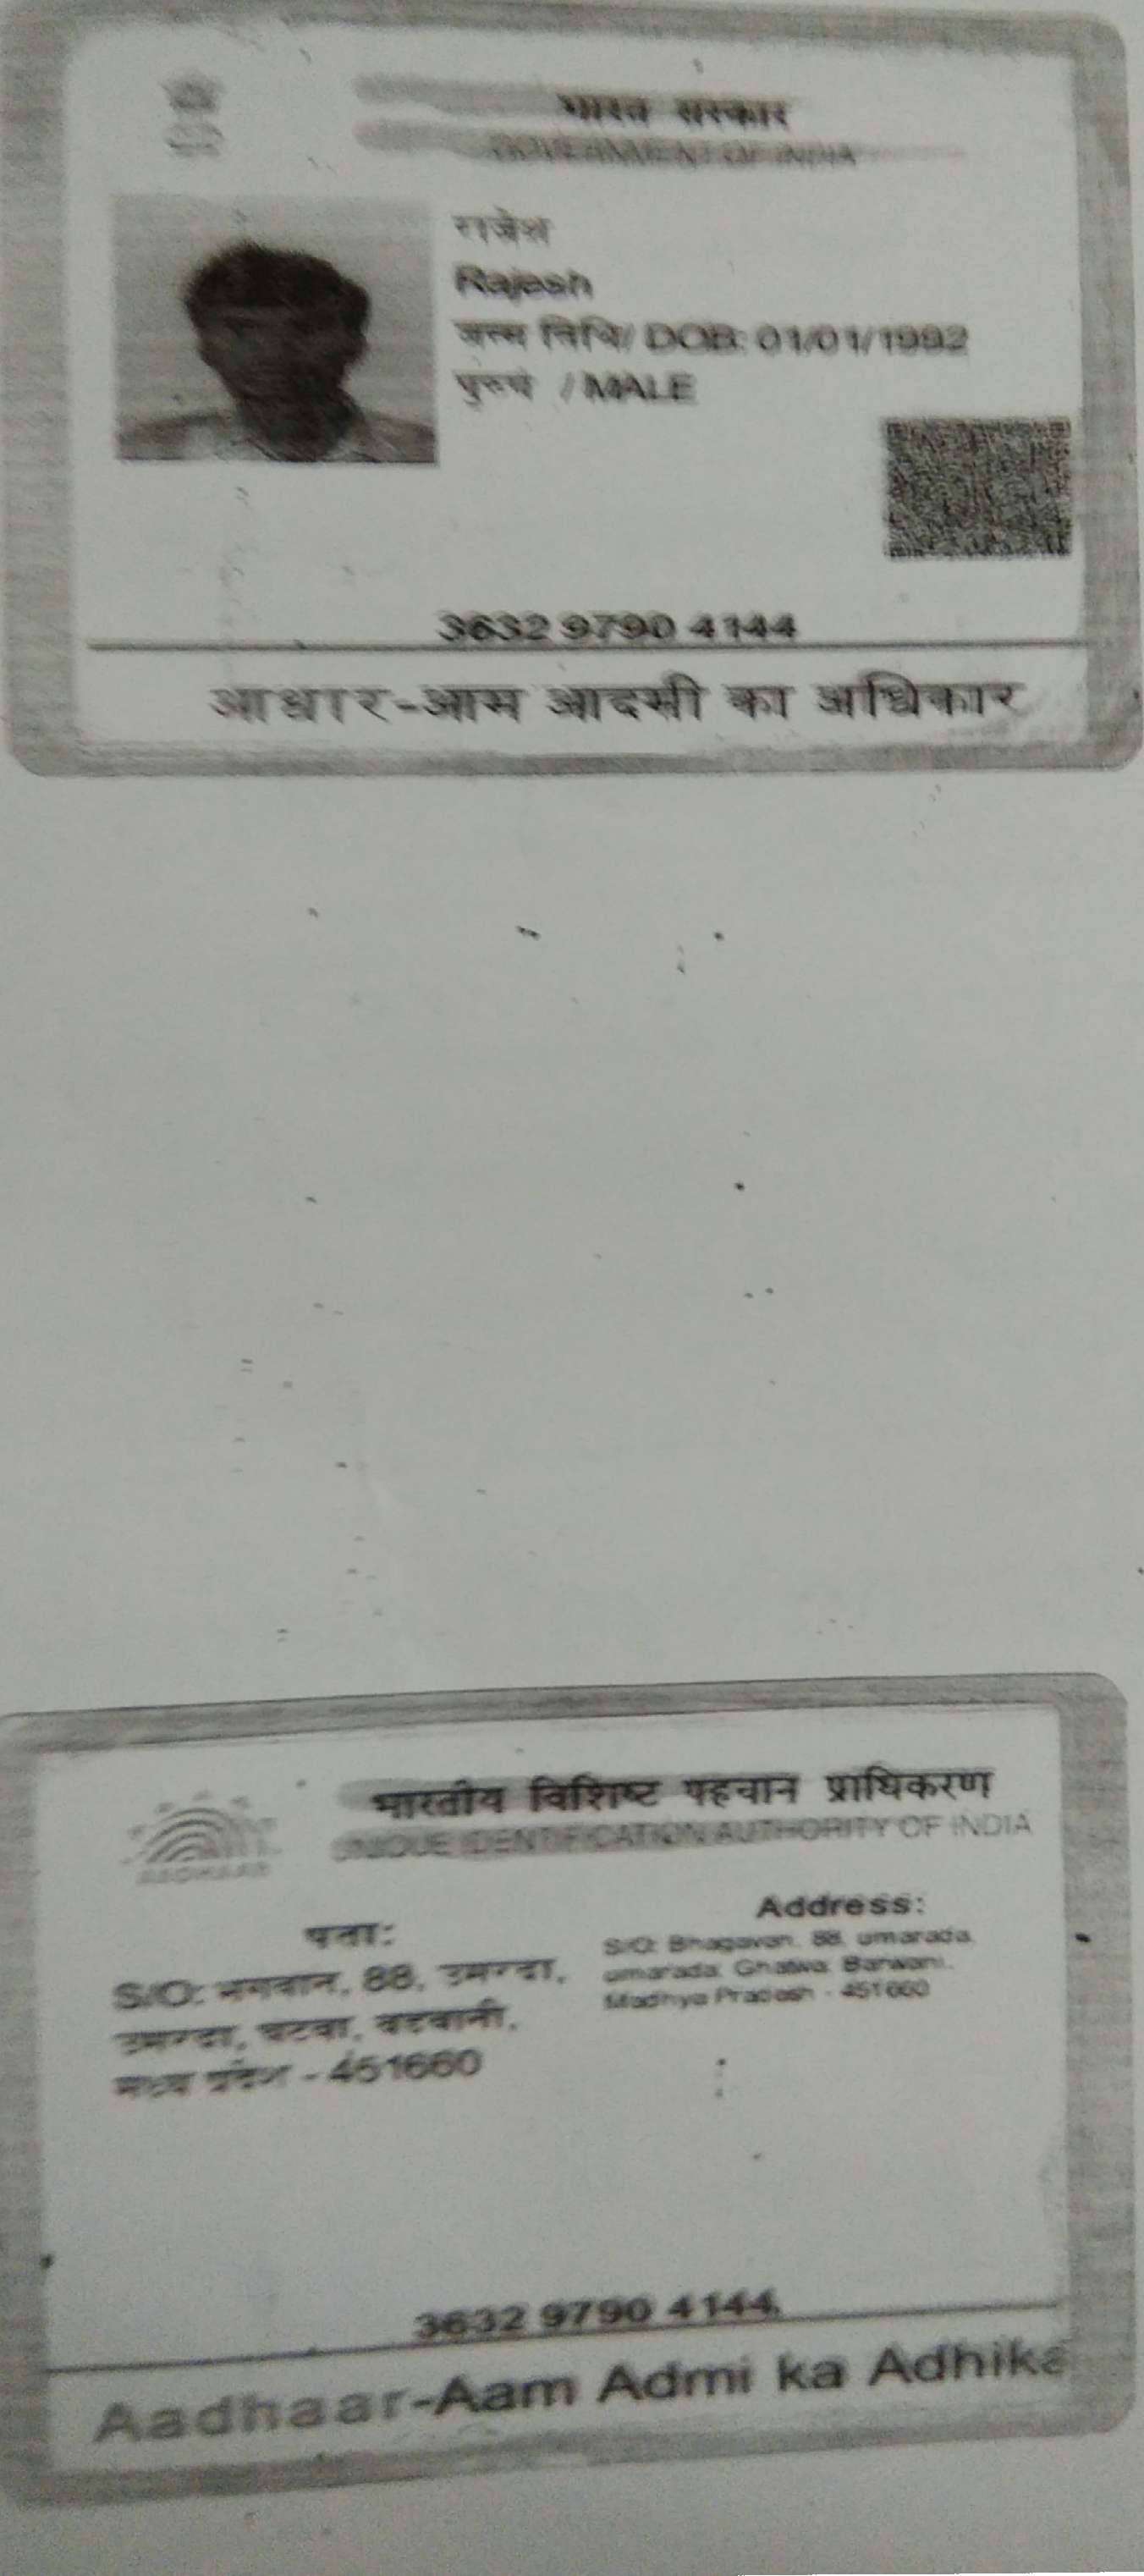 भारत सरकार
GOVERNMENT OF INDIA
राजेश
Rajesh
जन्म तिथि/ DOB: 01/01/1992
पुरुष / MALE
3632 9790 4144
आधार-आम आदमी का अधिकार
भारतीय विशिष्ट पहचान प्राधिकरण
UNIQUE IDENTIFICATION AUTHORITY OF INDIA
AADHAAR
पता:
S/O: भगवान, 88, उमरदा,
उमरदा, घटवा, बडवानी,
मध्य प्रदेश - 451660
Address:
S/O: Bhagavan, 88, umarada,
umarada, Ghatwa, Barwani,
Madhya Pradesh - 451660
3632 9790 4144
Aadhaar-Aam Admi ka Adhika